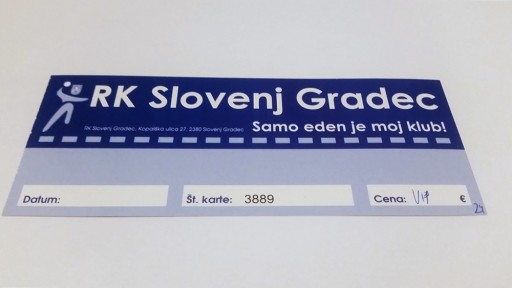 RK Slovenj Gradec
RK Slovenj Gradec, Kopališka ulica 27, 2380 Slovenj Gradec
Samo eden je moj klub!
Datum:
Št. karte: 3889
Cena: VIP €